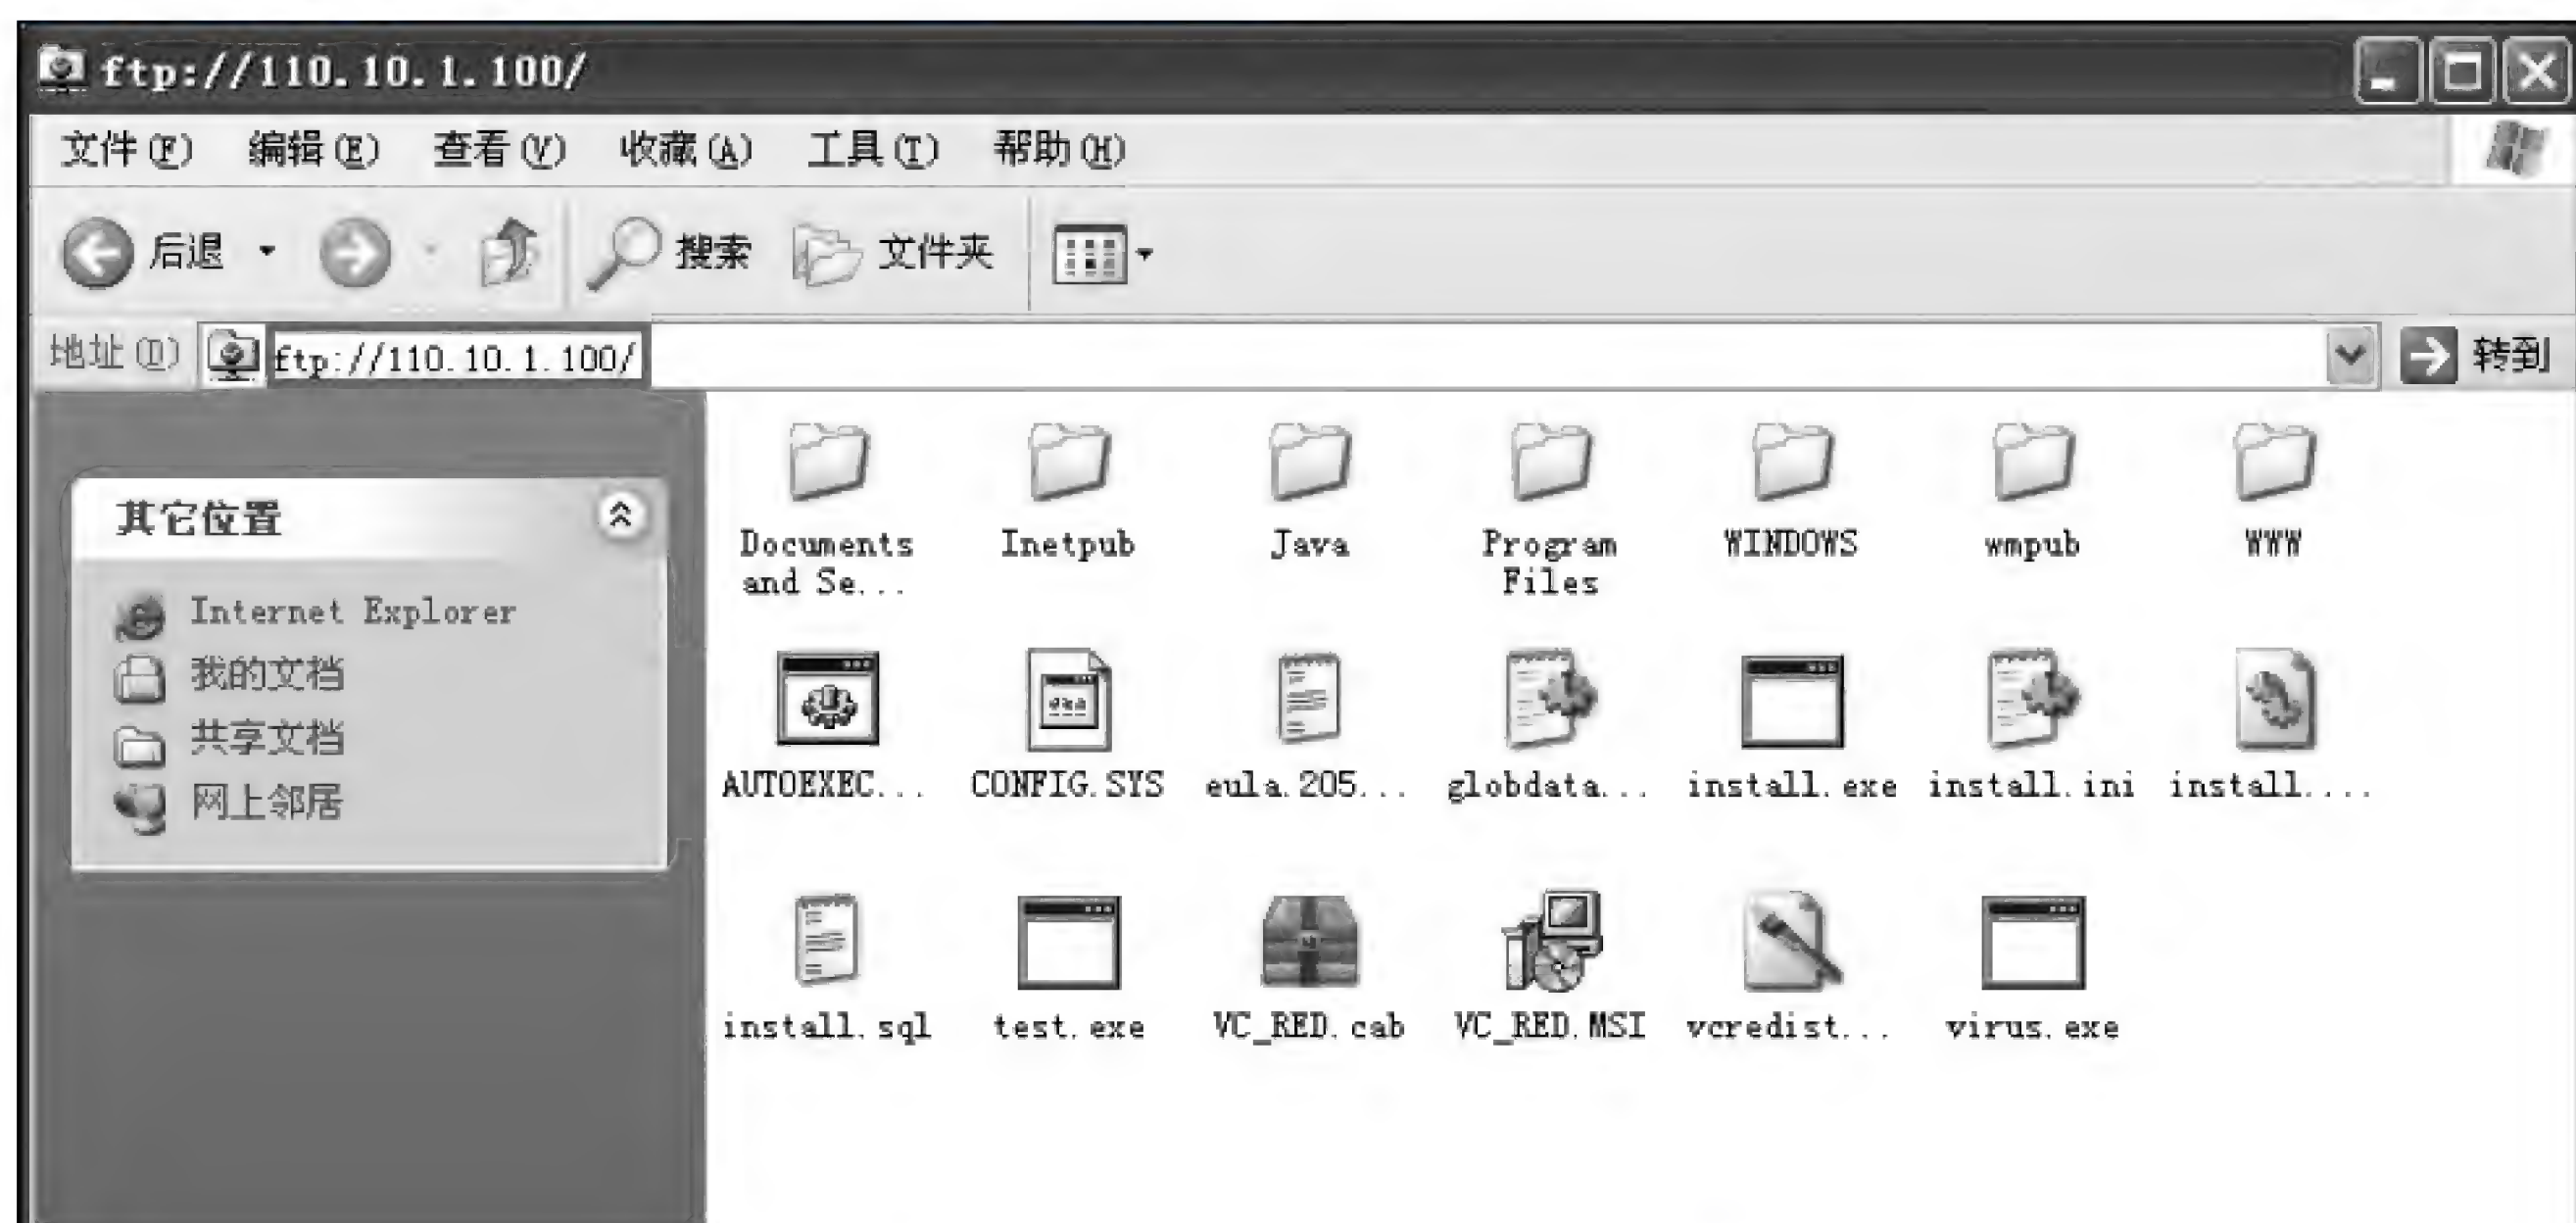 ftp://110.10.1.100/
文件(F) 编辑(E) 查看(V) 收藏(A) 工具(T) 帮助(H)
后退 搜索 文件夹
地址(D) ftp://110.10.1.100/ 转到
其它位置
Internet Explorer
我的文档
共享文档
网上邻居
Documents and Se... Inetpub Java Program Files WINDOWS wmpub WWW
AUTOEXEC... CONFIG.SYS eula.205... globdata... install.exe install.ini install....
install.sql test.exe VC_RED.cab VC_RED.MSI vcredist... virus.exe